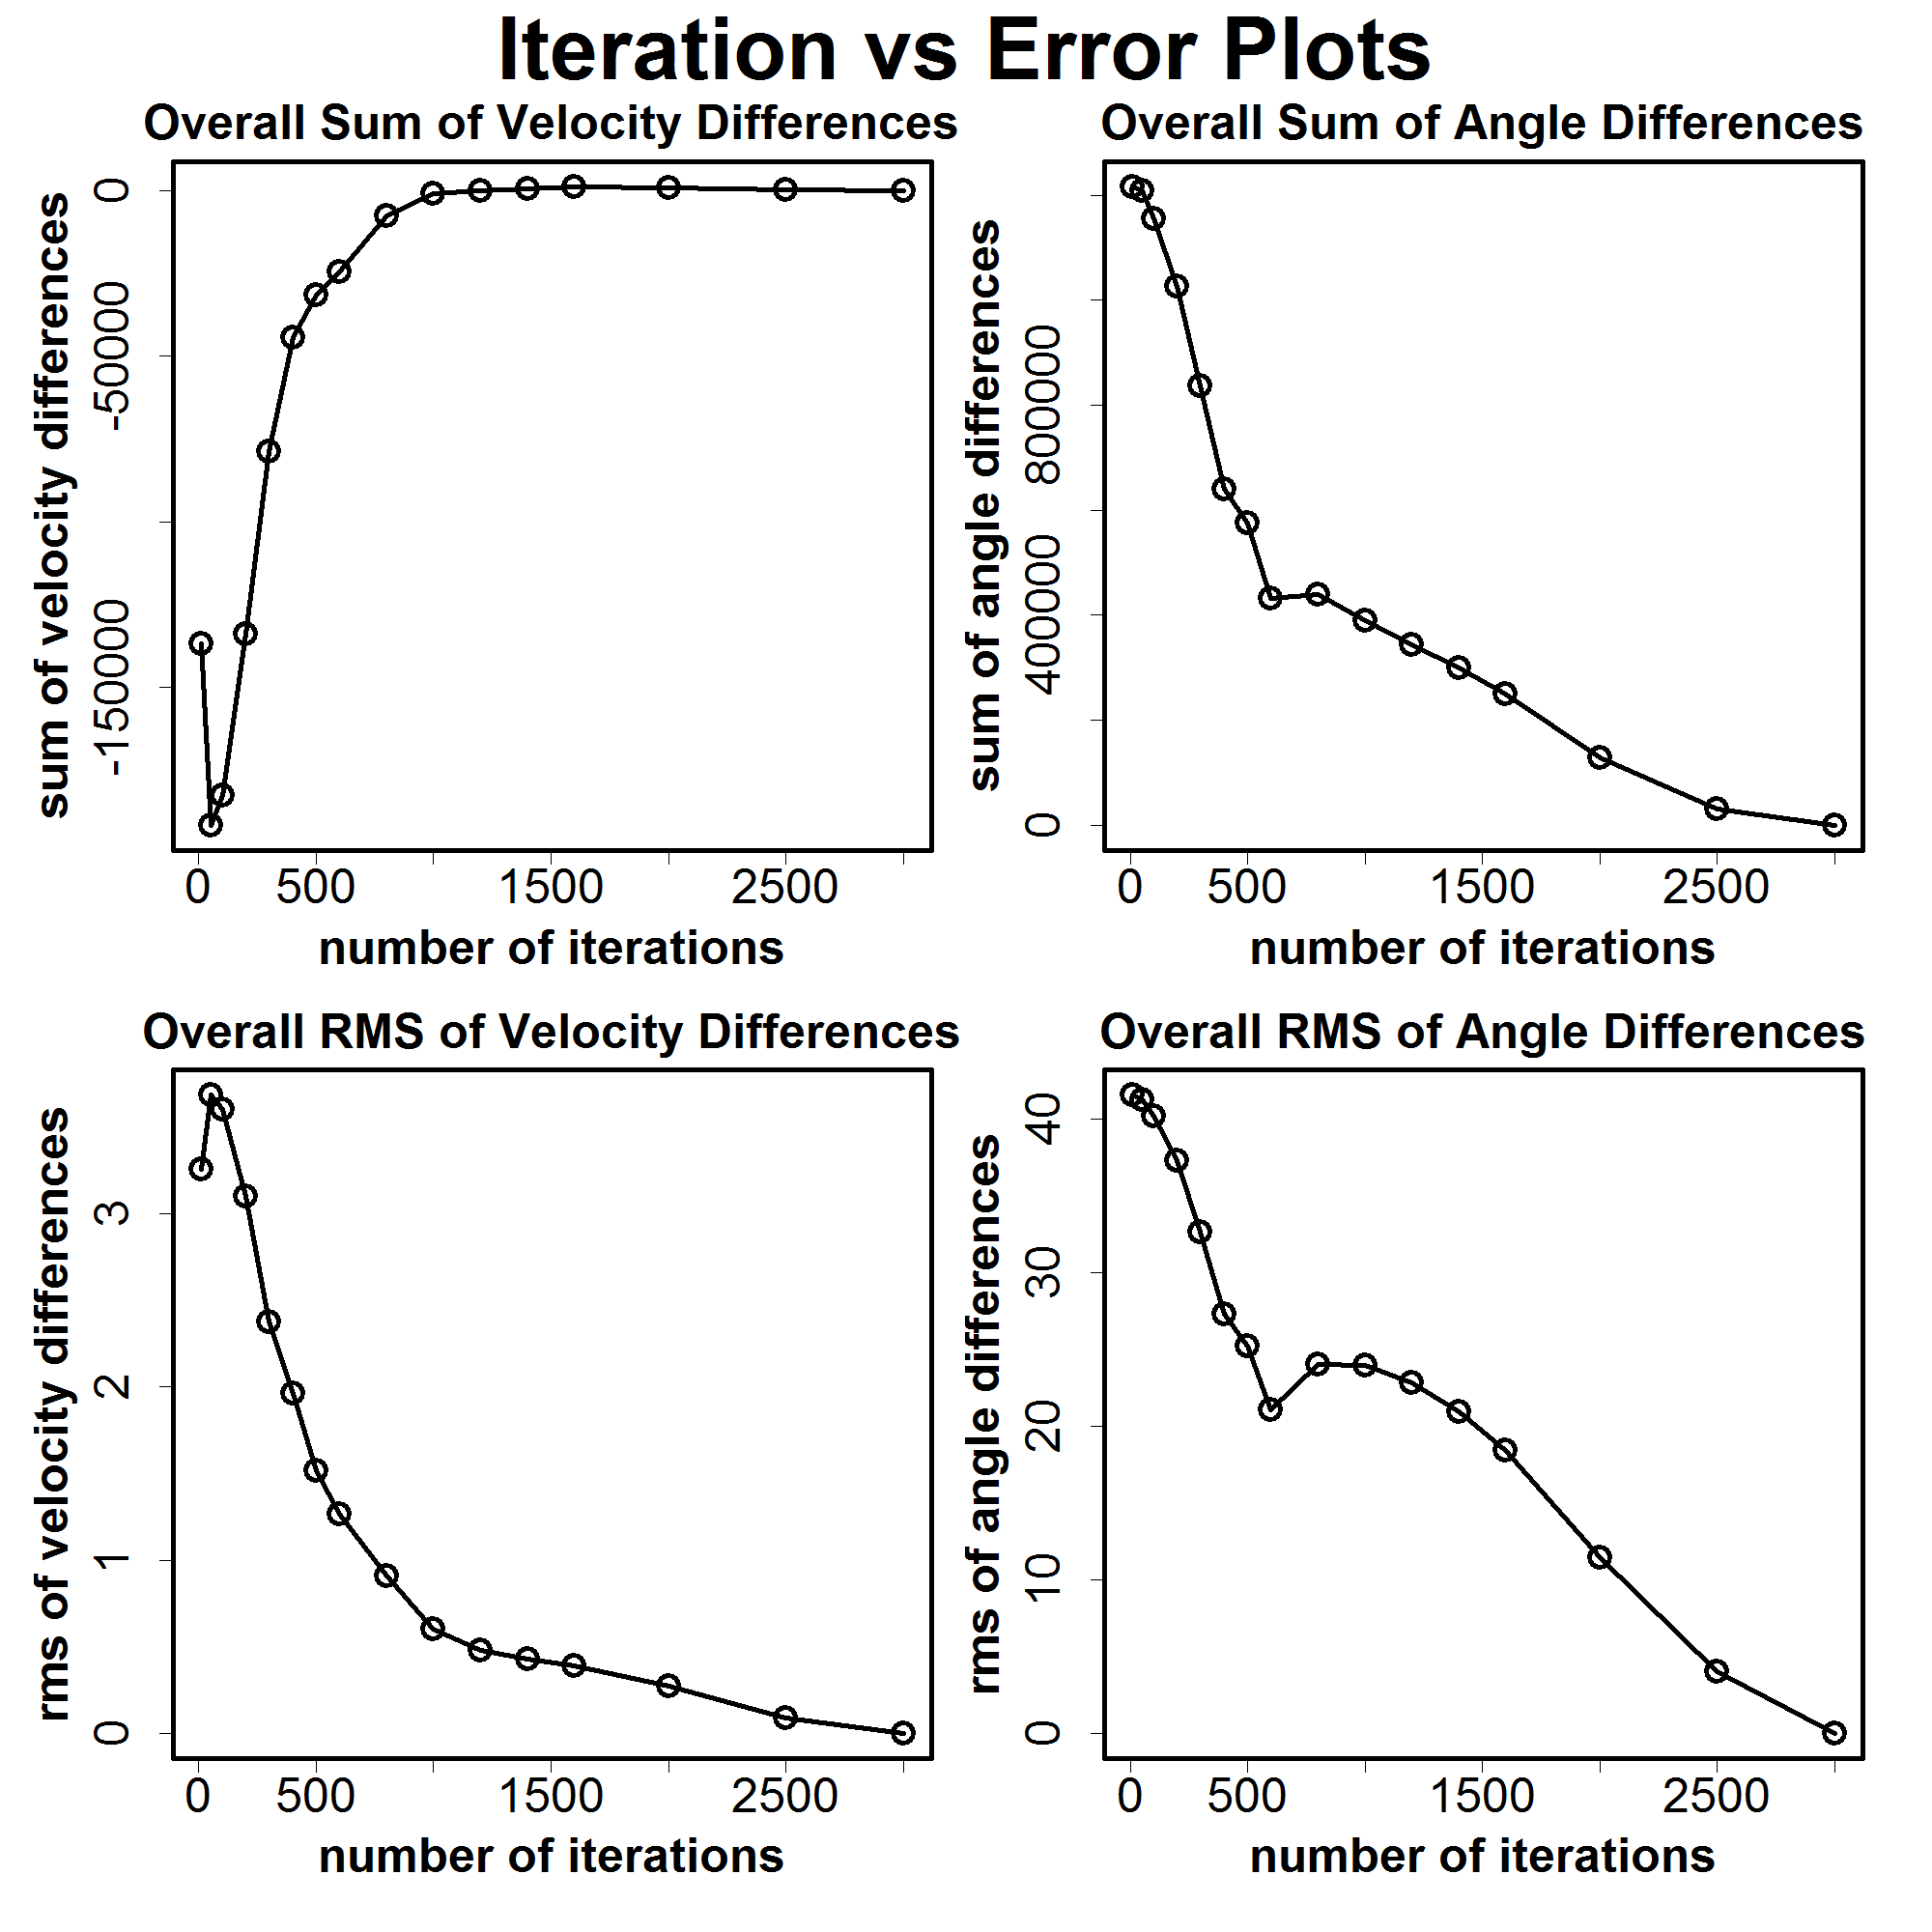 Iteration vs Error Plots
Overall Sum of Velocity Differences
sum of velocity differences
0
-50000
-150000
0 500 1500 2500
number of iterations
Overall Sum of Angle Differences
sum of angle differences
800000
400000
0
0 500 1500 2500
number of iterations
Overall RMS of Velocity Differences
rms of velocity differences
3
2
1
0
0 500 1500 2500
number of iterations
Overall RMS of Angle Differences
rms of angle differences
40
30
20
10
0
0 500 1500 2500
number of iterations